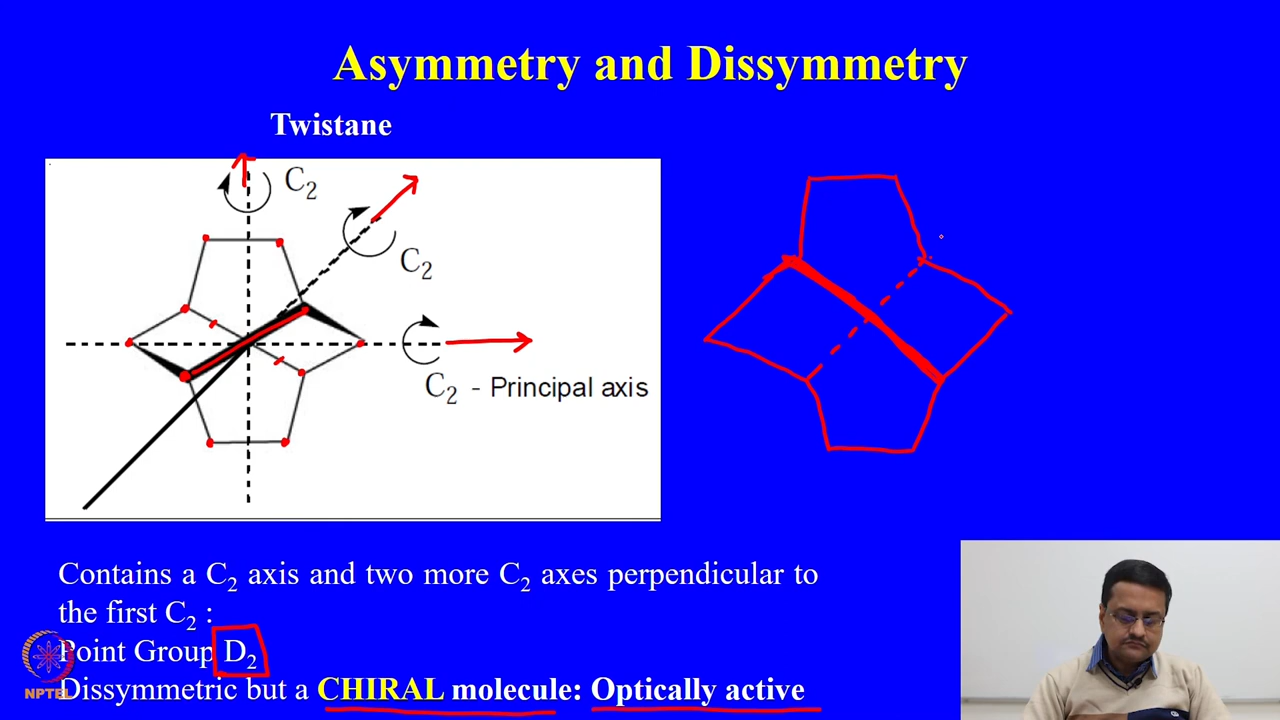 Asymmetry and Dissymmetry
Twistane
C₂
C₂
C₂ - Principal axis
Contains a C₂ axis and two more C₂ axes perpendicular to
the first C₂ :
Point Group D₂
Dissymmetric but a CHIRAL molecule: Optically active
NPTEL